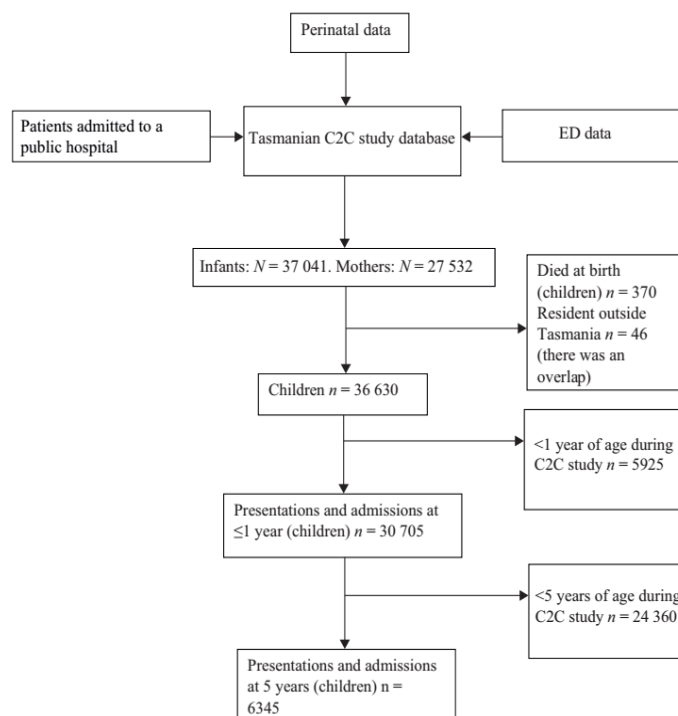 Perinatal data
Patients admitted to a
public hospital
Tasmanian C2C study database
ED data
Infants: N = 37 041. Mothers: N = 27 532
Died at birth
(children) n = 370
Resident outside
Tasmania n = 46
(there was an
overlap)
Children n = 36 630
<1 year of age during
C2C study n = 5925
Presentations and admissions at
≤1 year (children) n = 30 705
<5 years of age during
C2C study n = 24 360
Presentations and admissions
at 5 years (children) n =
6345